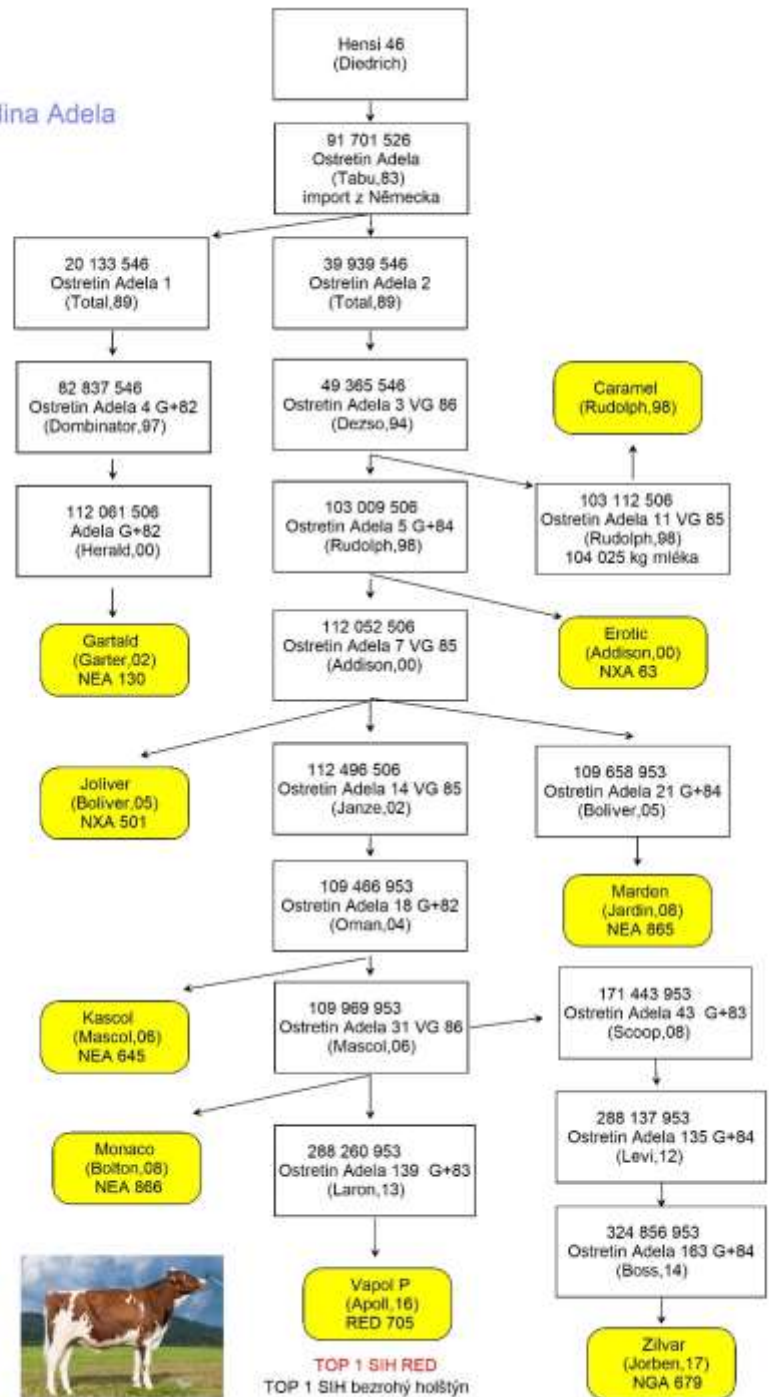 Hensi 46
(Diedrich)
lina Adela
91 701 526
Ostretin Adela
(Tabu,83)
import z Německa
20 133 546
Ostretin Adela 1
(Total,89)
39 939 546
Ostretin Adela 2
(Total,89)
82 837 546
Ostretin Adela 4 G+82
(Dombinator,97)
49 365 546
Ostretin Adela 3 VG 86
(Dezso,94)
Caramel
(Rudolph,98)
112 061 506
Adela G+82
(Herald,00)
103 009 506
Ostretin Adela 5 G+84
(Rudolph,98)
103 112 506
Ostretin Adela 11 VG 85
(Rudolph,98)
104 025 kg mléka
Gartald
(Garter,02)
NEA 130
112 052 506
Ostretin Adela 7 VG 85
(Addison,00)
Erotic
(Addison,00)
NXA 63
Joliver
(Boliver,05)
NXA 501
112 496 506
Ostretin Adela 14 VG 85
(Janze,02)
109 658 953
Ostretin Adela 21 G+84
(Boliver,05)
109 466 953
Ostretin Adela 18 G+82
(Oman,04)
Marden
(Jardin,08)
NEA 865
Kascol
(Mascol,06)
NEA 645
109 969 953
Ostretin Adela 31 VG 86
(Mascol,06)
171 443 953
Ostretin Adela 43 G+83
(Scoop,08)
Monaco
(Bolton,08)
NEA 866
288 260 953
Ostretin Adela 139 G+83
(Laron,13)
288 137 953
Ostretin Adela 135 G+84
(Levi,12)
324 856 953
Ostretin Adela 163 G+84
(Boss,14)
Vapol P
(Apoll,16)
RED 705
Zilvar
(Jorben,17)
NGA 679
TOP 1 SIH RED
TOP 1 SIH bezrohý holštýn